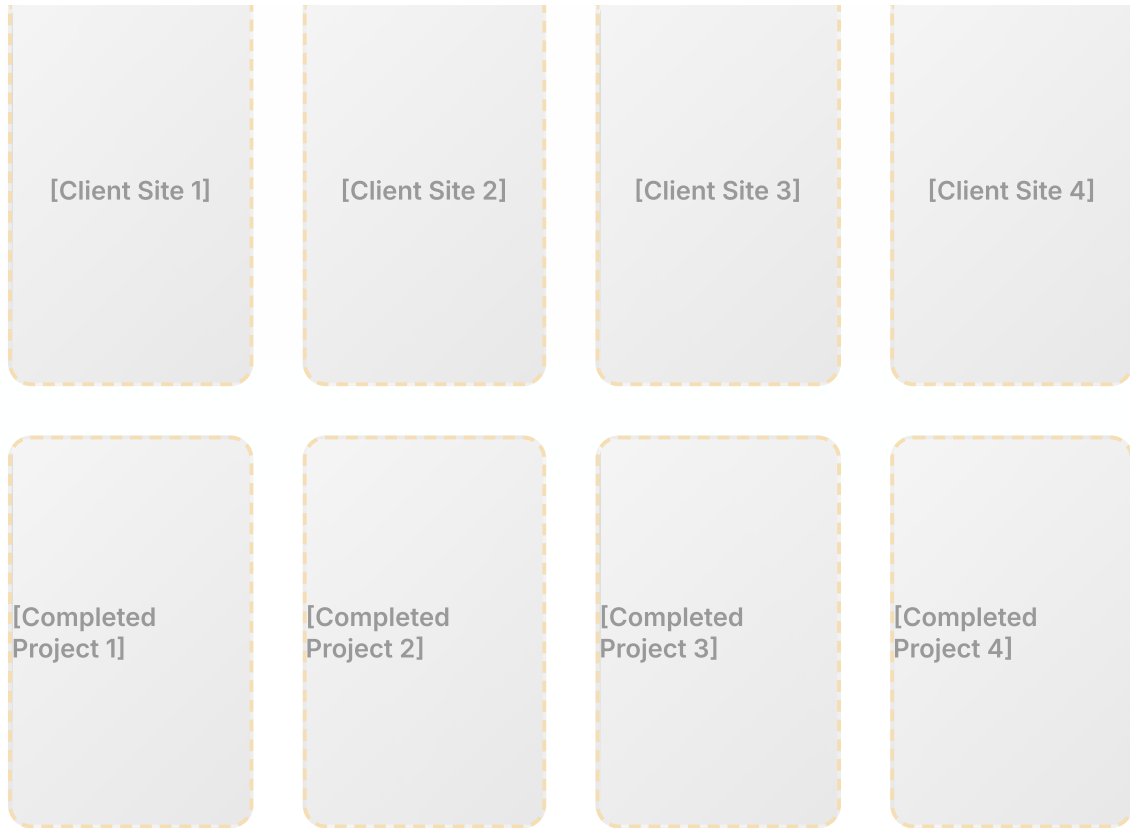 [Client Site 1]
[Client Site 2]
[Client Site 3]
[Client Site 4]
[Completed
Project 1]
[Completed
Project 2]
[Completed
Project 3]
[Completed
Project 4]